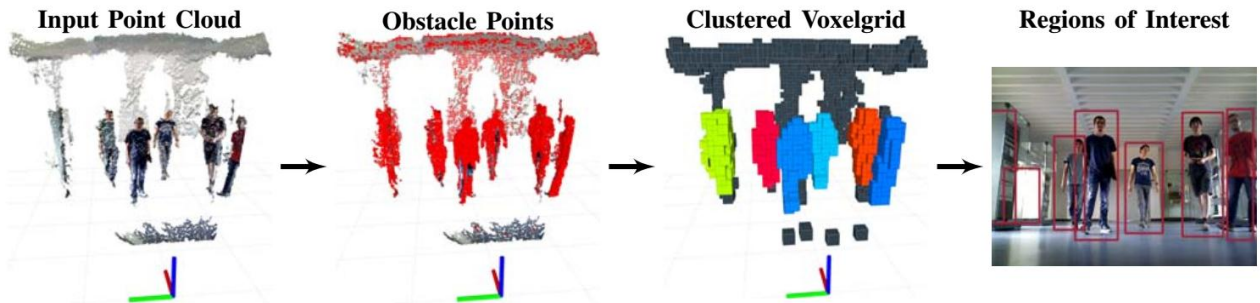 Input Point Cloud
Obstacle Points
Clustered Voxelgrid
Regions of Interest